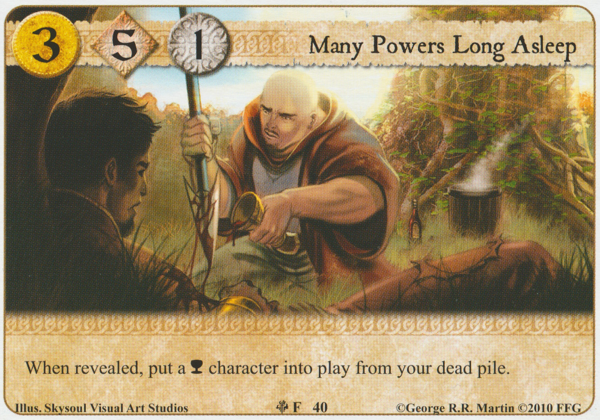 3 5 1 Many Powers Long Asleep
When revealed, put a character into play from your dead pile.
Illus. Skysoul Visual Art Studios F 40 ©George R.R. Martin ©2010 FFG